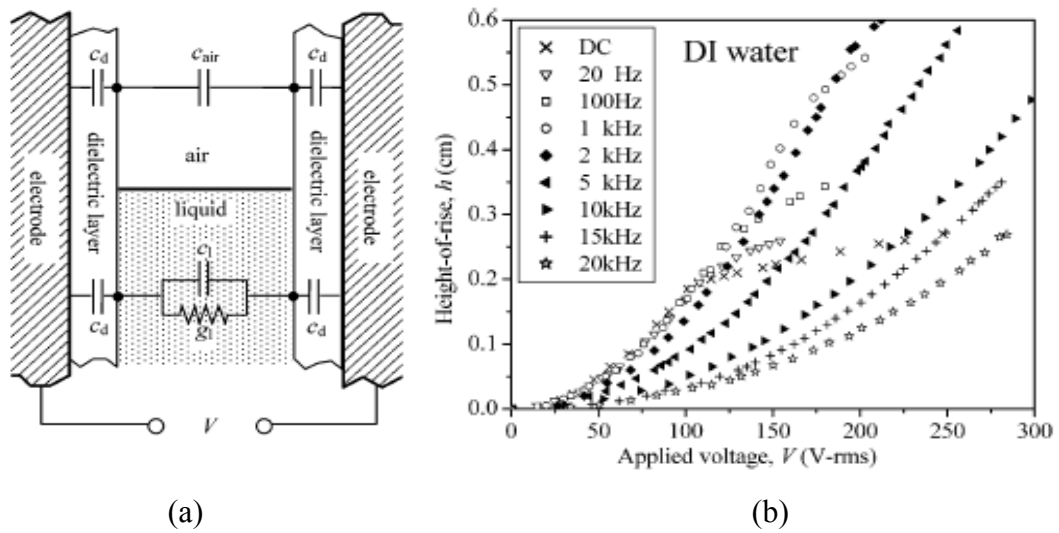 c_d
c_air
c_d
electrode
dielectric layer
air
liquid
dielectric layer
electrode
c_l
g_l
c_d
c_d
V
(a)
DI water
DC
20 Hz
100Hz
1 kHz
2 kHz
5 kHz
10kHz
15kHz
20kHz
Height-of-rise, h (cm)
0.6
0.5
0.4
0.3
0.2
0.1
0.0
0 50 100 150 200 250 300
Applied voltage, V (V-rms)
(b)